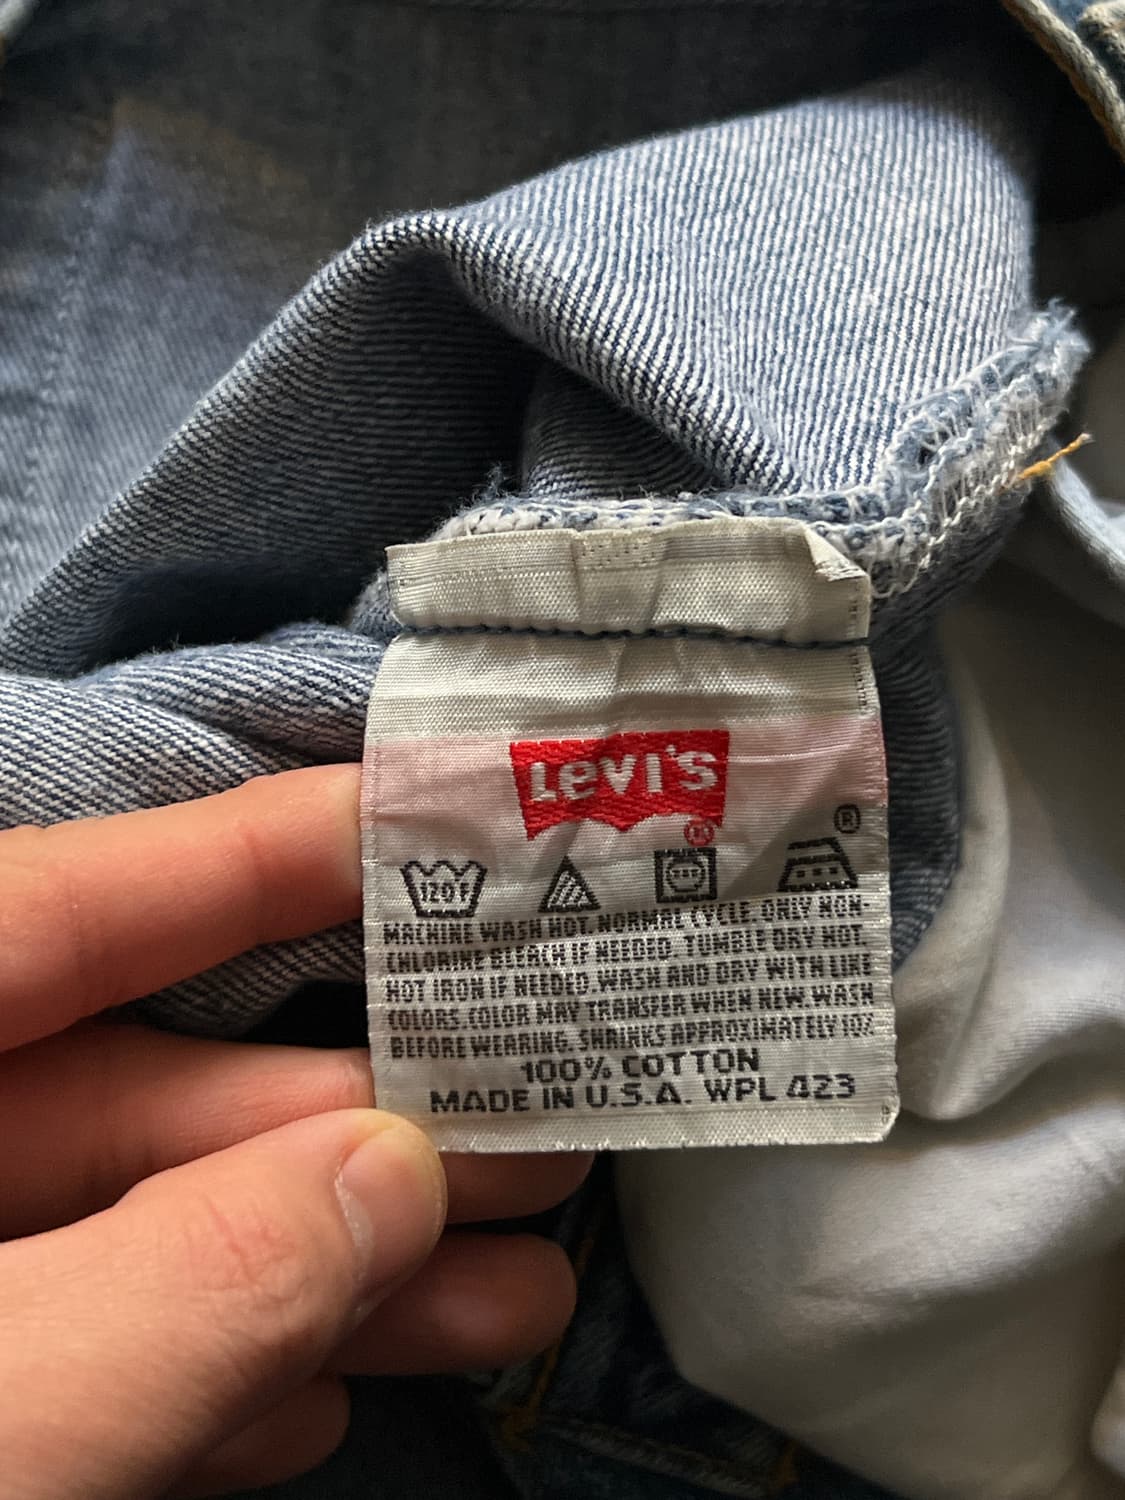 Levi's
®
®
120F
MACHINE WASH HOT, NORMAL CYCLE. ONLY NON-
CHLORINE BLEACH IF NEEDED. TUMBLE DRY HOT.
HOT IRON IF NEEDED. WASH AND DRY WITH LIKE
COLORS. COLOR MAY TRANSFER WHEN NEW. WASH
BEFORE WEARING. SHRINKS APPROXIMATELY 10%
100% COTTON
MADE IN U.S.A. WPL 423